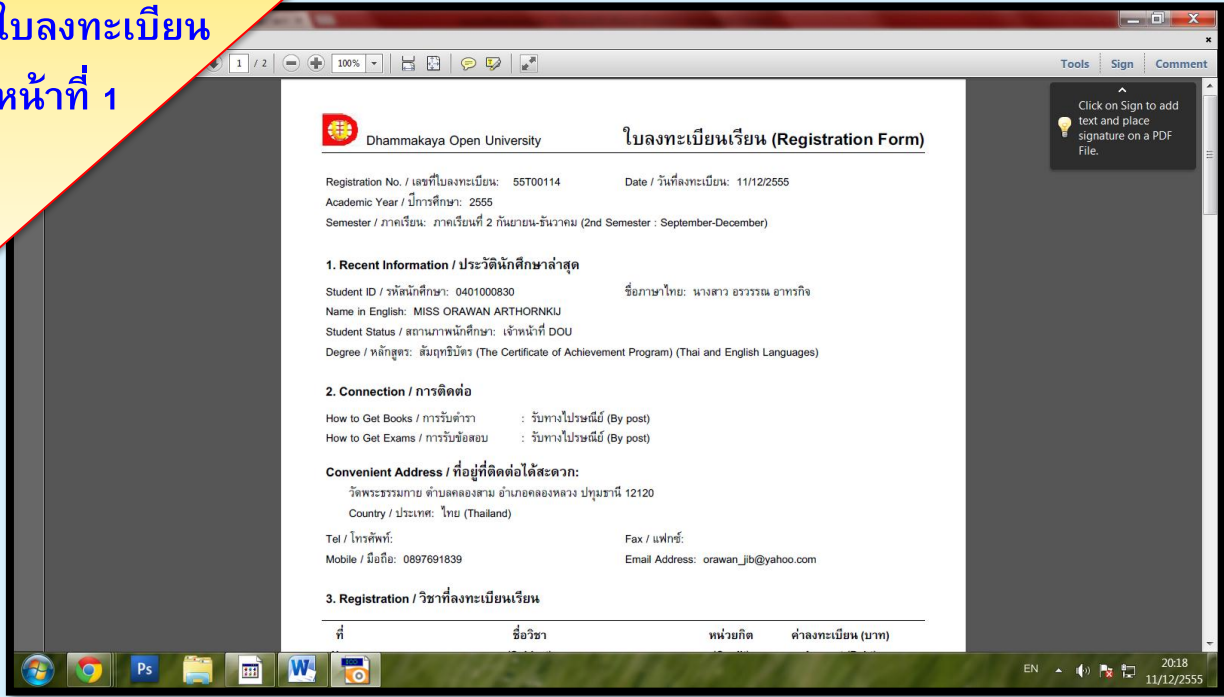 ใบลงทะเบียน
หน้าที่ 1
1 / 2 100% Tools Sign Comment
Click on Sign to add
text and place
signature on a PDF
File.
Dhammakaya Open University ใบลงทะเบียนเรียน (Registration Form)
Registration No. / เลขที่ใบลงทะเบียน: 55T00114 Date / วันที่ลงทะเบียน: 11/12/2555
Academic Year / ปีการศึกษา: 2555
Semester / ภาคเรียน: ภาคเรียนที่ 2 กันยายน-ธันวาคม (2nd Semester : September-December)
1. Recent Information / ประวัตินักศึกษาล่าสุด
Student ID / รหัสนักศึกษา: 0401000830 ชื่อภาษาไทย: นางสาว อรวรรณ อาทรกิจ
Name in English: MISS ORAWAN ARTHORNKIJ
Student Status / สถานภาพนักศึกษา: เจ้าหน้าที่ DOU
Degree / หลักสูตร: สัมฤทธิบัตร (The Certificate of Achievement Program) (Thai and English Languages)
2. Connection / การติดต่อ
How to Get Books / การรับตำรา : รับทางไปรษณีย์ (By post)
How to Get Exams / การรับข้อสอบ : รับทางไปรษณีย์ (By post)
Convenient Address / ที่อยู่ที่ติดต่อได้สะดวก:
วัดพระธรรมกาย ตำบลคลองสาม อำเภอคลองหลวง ปทุมธานี 12120
Country / ประเทศ: ไทย (Thailand)
Tel / โทรศัพท์: Fax / แฟกซ์:
Mobile / มือถือ: 0897691839 Email Address: orawan_jib@yahoo.com
3. Registration / วิชาที่ลงทะเบียนเรียน
ที่ ชื่อวิชา หน่วยกิต ค่าลงทะเบียน (บาท)
Ps W EN 20:18
11/12/2555